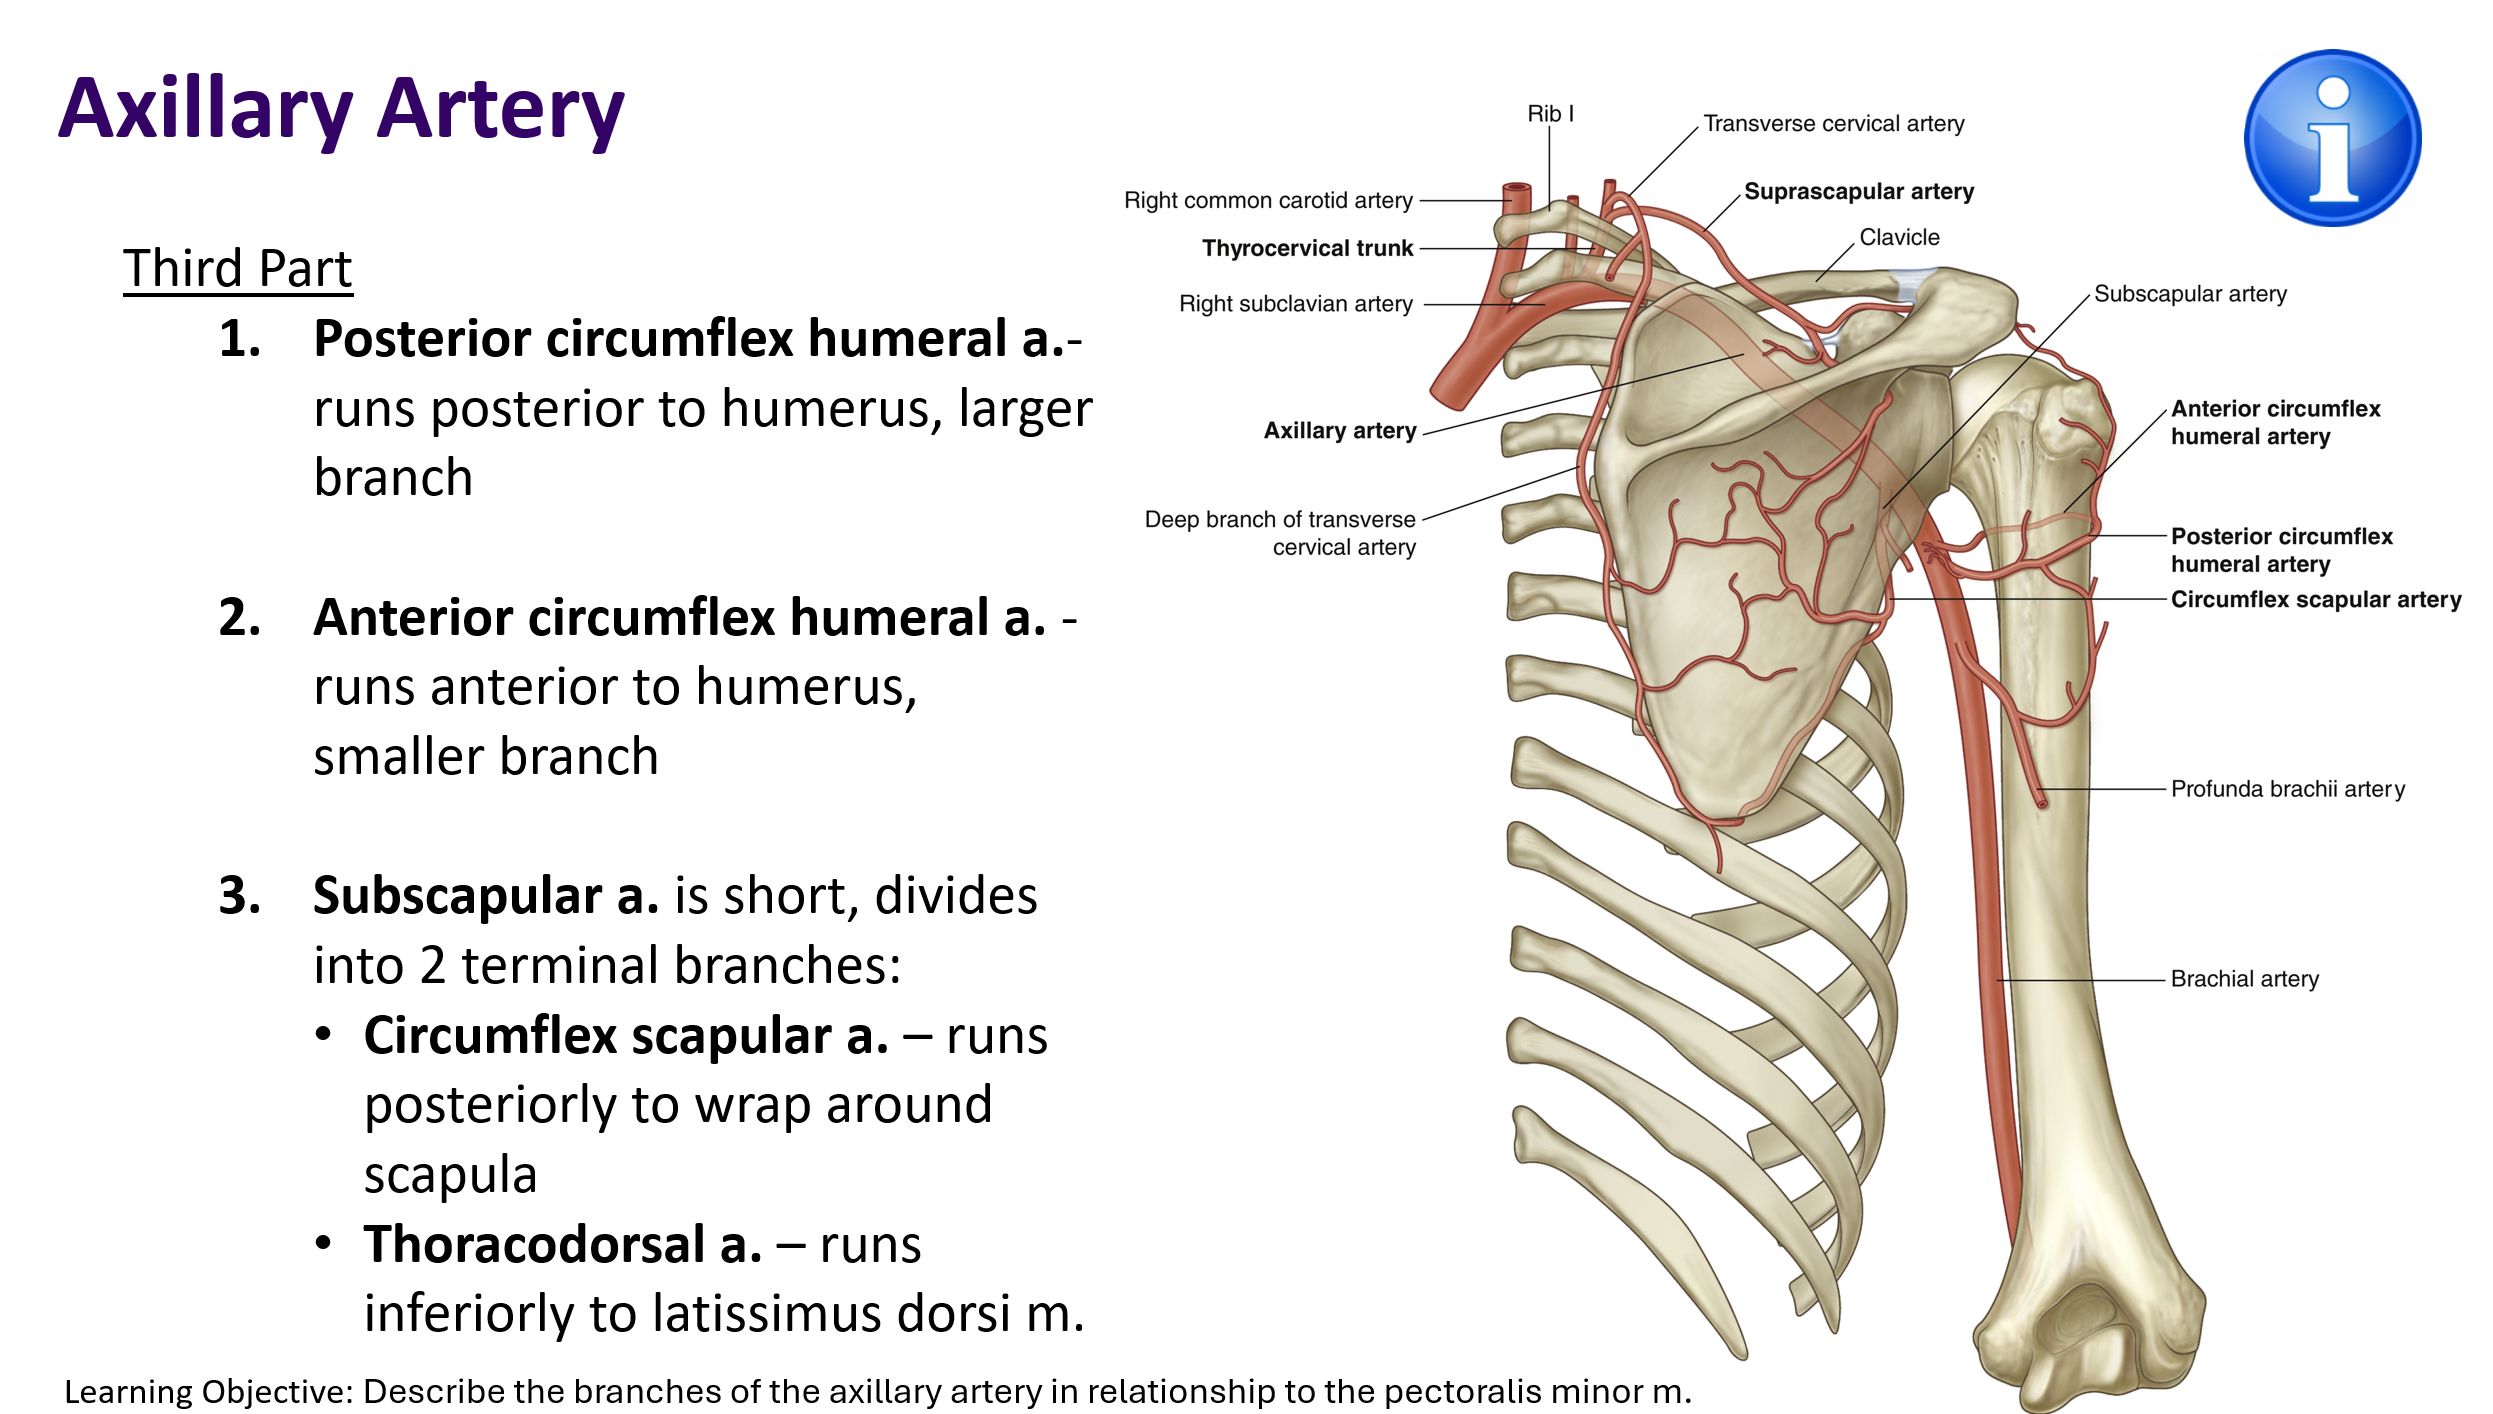 Axillary Artery
Third Part
1. Posterior circumflex humeral a.-
runs posterior to humerus, larger
branch
2. Anterior circumflex humeral a. -
runs anterior to humerus,
smaller branch
3. Subscapular a. is short, divides
into 2 terminal branches:
• Circumflex scapular a. – runs
posteriorly to wrap around
scapula
• Thoracodorsal a. – runs
inferiorly to latissimus dorsi m.
Rib I
Transverse cervical artery
Right common carotid artery
Suprascapular artery
Thyrocervical trunk
Clavicle
Right subclavian artery
Subscapular artery
Axillary artery
Anterior circumflex
humeral artery
Deep branch of transverse
cervical artery
Posterior circumflex
humeral artery
Circumflex scapular artery
Profunda brachii artery
Brachial artery
Learning Objective: Describe the branches of the axillary artery in relationship to the pectoralis minor m.